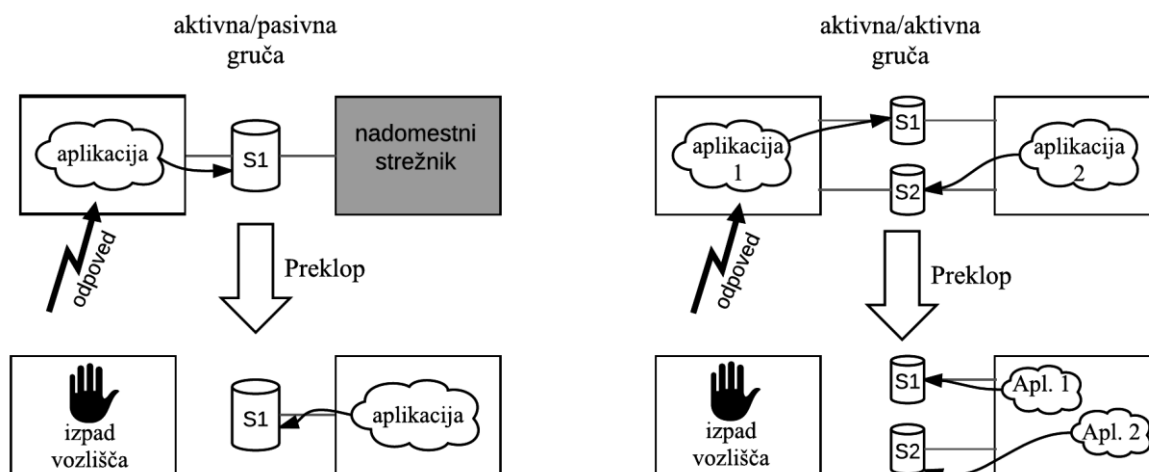 aktivna/pasivna
gruča
aplikacija
S1
nadomestni
strežnik
odpoved
Preklop
izpad
vozlišča
S1
aplikacija
aktivna/aktivna
gruča
aplikacija
1
S1
S2
aplikacija
2
odpoved
Preklop
izpad
vozlišča
S1
S2
Apl. 1
Apl. 2